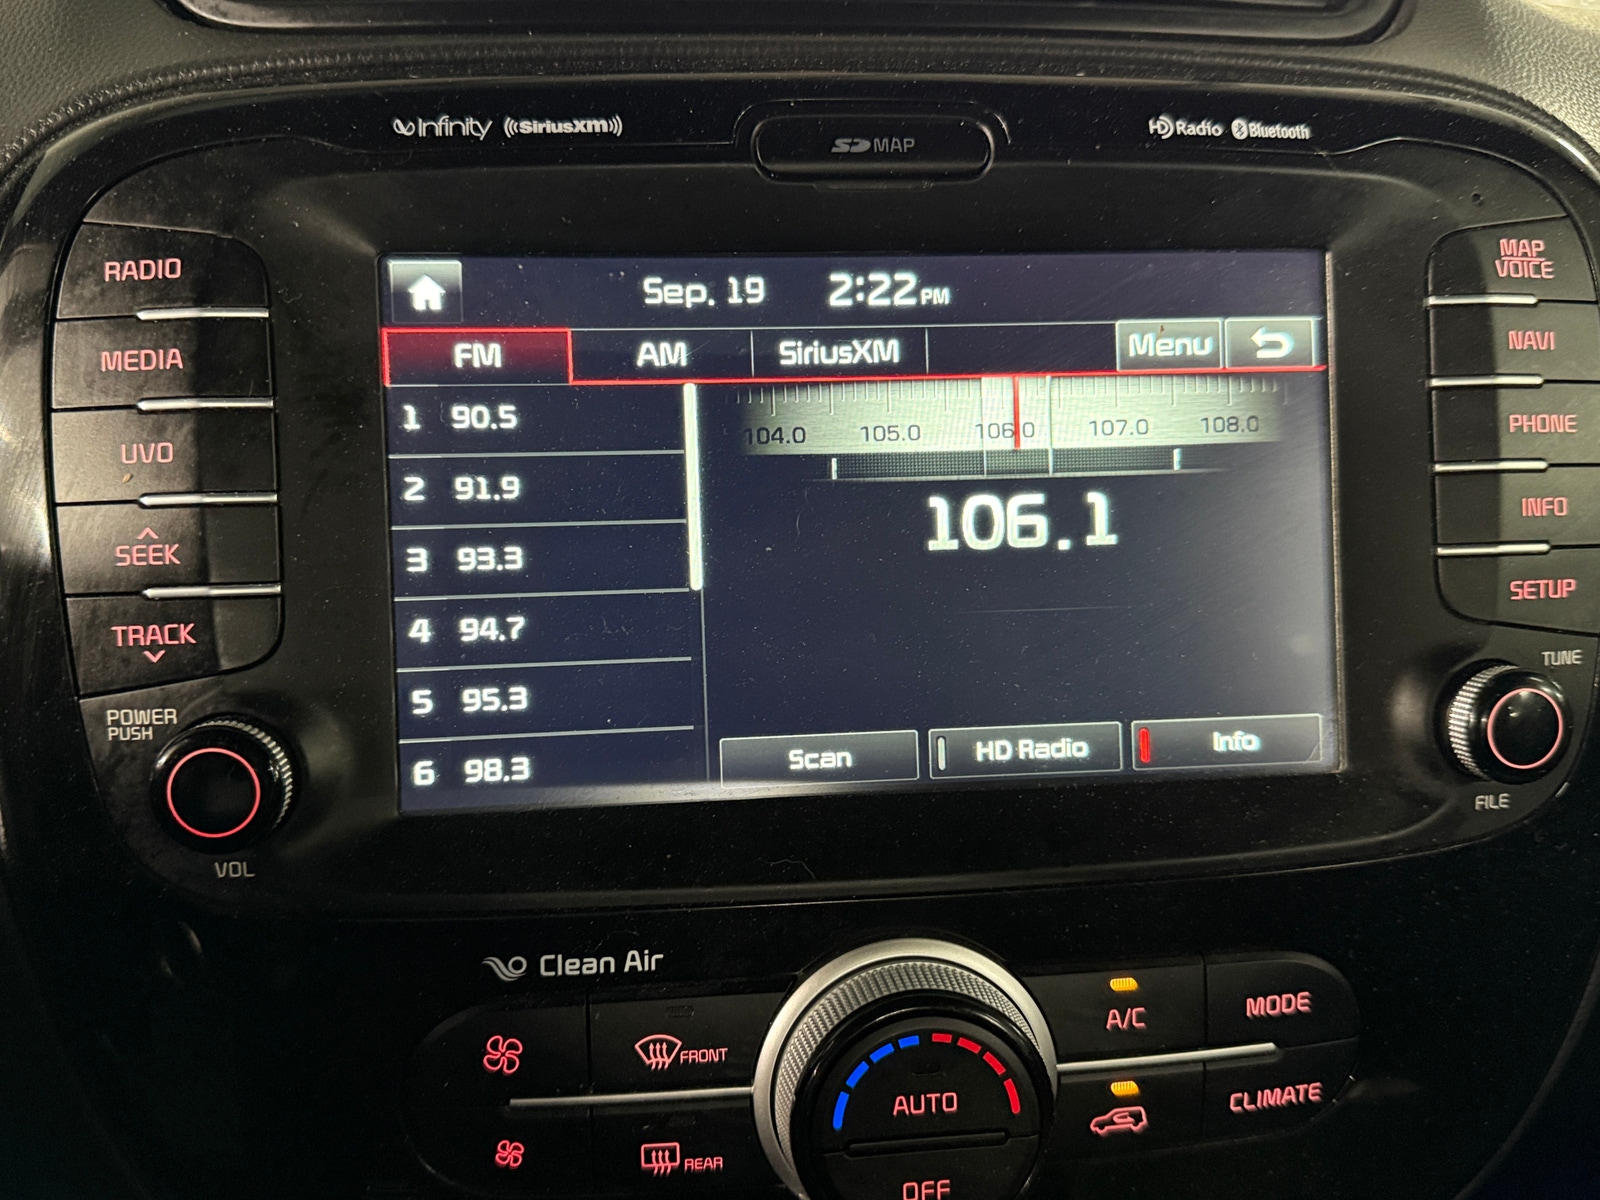 Infinity ((SiriusXM)) SD MAP HD Radio Bluetooth
RADIO
MEDIA
UVO
SEEK
TRACK
POWER
PUSH
VOL
Sep. 19 2:22 PM
FM AM SiriusXM Menu
1 90.5
2 91.9
3 93.3
4 94.7
5 95.3
6 98.3
104.0 105.0 106.0 107.0 108.0
106.1
Scan HD Radio Info
MAP
VOICE
NAVI
PHONE
INFO
SETUP
TUNE
FILE
Clean Air
FRONT
REAR
AUTO
OFF
A/C
MODE
CLIMATE